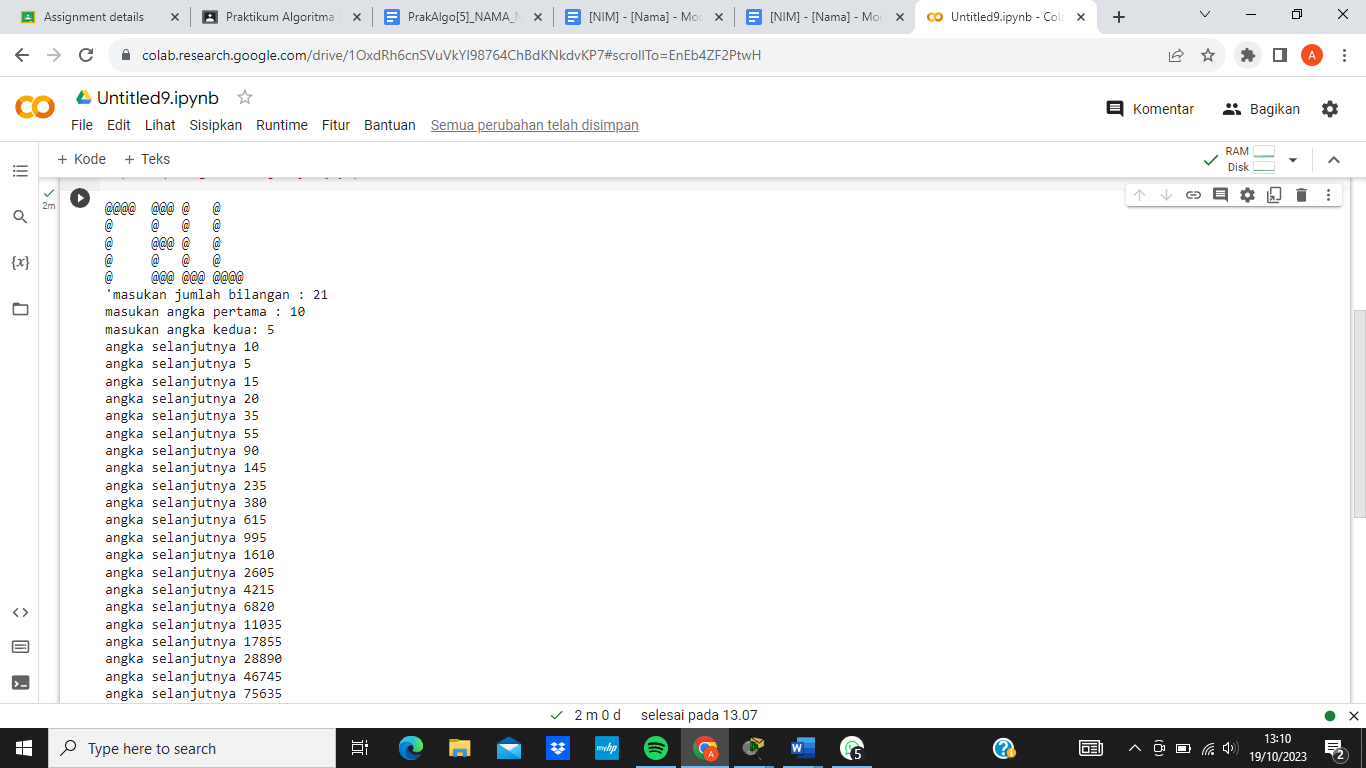 Assignment details
Praktikum Algoritma
PrakAlgo[5]_NAMA_N
[NIM] - [Nama] - Mod
[NIM] - [Nama] - Mod
Untitled9.ipynb - Cola
colab.research.google.com/drive/1OxdRh6cnSVuVkYI98764ChBdKNkdvKP7#scrollTo=EnEb4ZF2PtwH
A
Untitled9.ipynb
Komentar
Bagikan
File Edit Lihat Sisipkan Runtime Fitur Bantuan Semua perubahan telah disimpan
+ Kode + Teks
RAM
Disk
2m
@@@@  @@@ @   @
@     @   @   @
@     @@@ @   @
@     @   @   @
@     @@@ @@@ @@@@
'masukan jumlah bilangan : 21
masukan angka pertama : 10
masukan angka kedua: 5
angka selanjutnya 10
angka selanjutnya 5
angka selanjutnya 15
angka selanjutnya 20
angka selanjutnya 35
angka selanjutnya 55
angka selanjutnya 90
angka selanjutnya 145
angka selanjutnya 235
angka selanjutnya 380
angka selanjutnya 615
angka selanjutnya 995
angka selanjutnya 1610
angka selanjutnya 2605
angka selanjutnya 4215
angka selanjutnya 6820
angka selanjutnya 11035
angka selanjutnya 17855
angka selanjutnya 28890
angka selanjutnya 46745
angka selanjutnya 75635
{x}
2 m 0 d selesai pada 13.07
Type here to search
myhp
A
5
13:10
19/10/2023
2